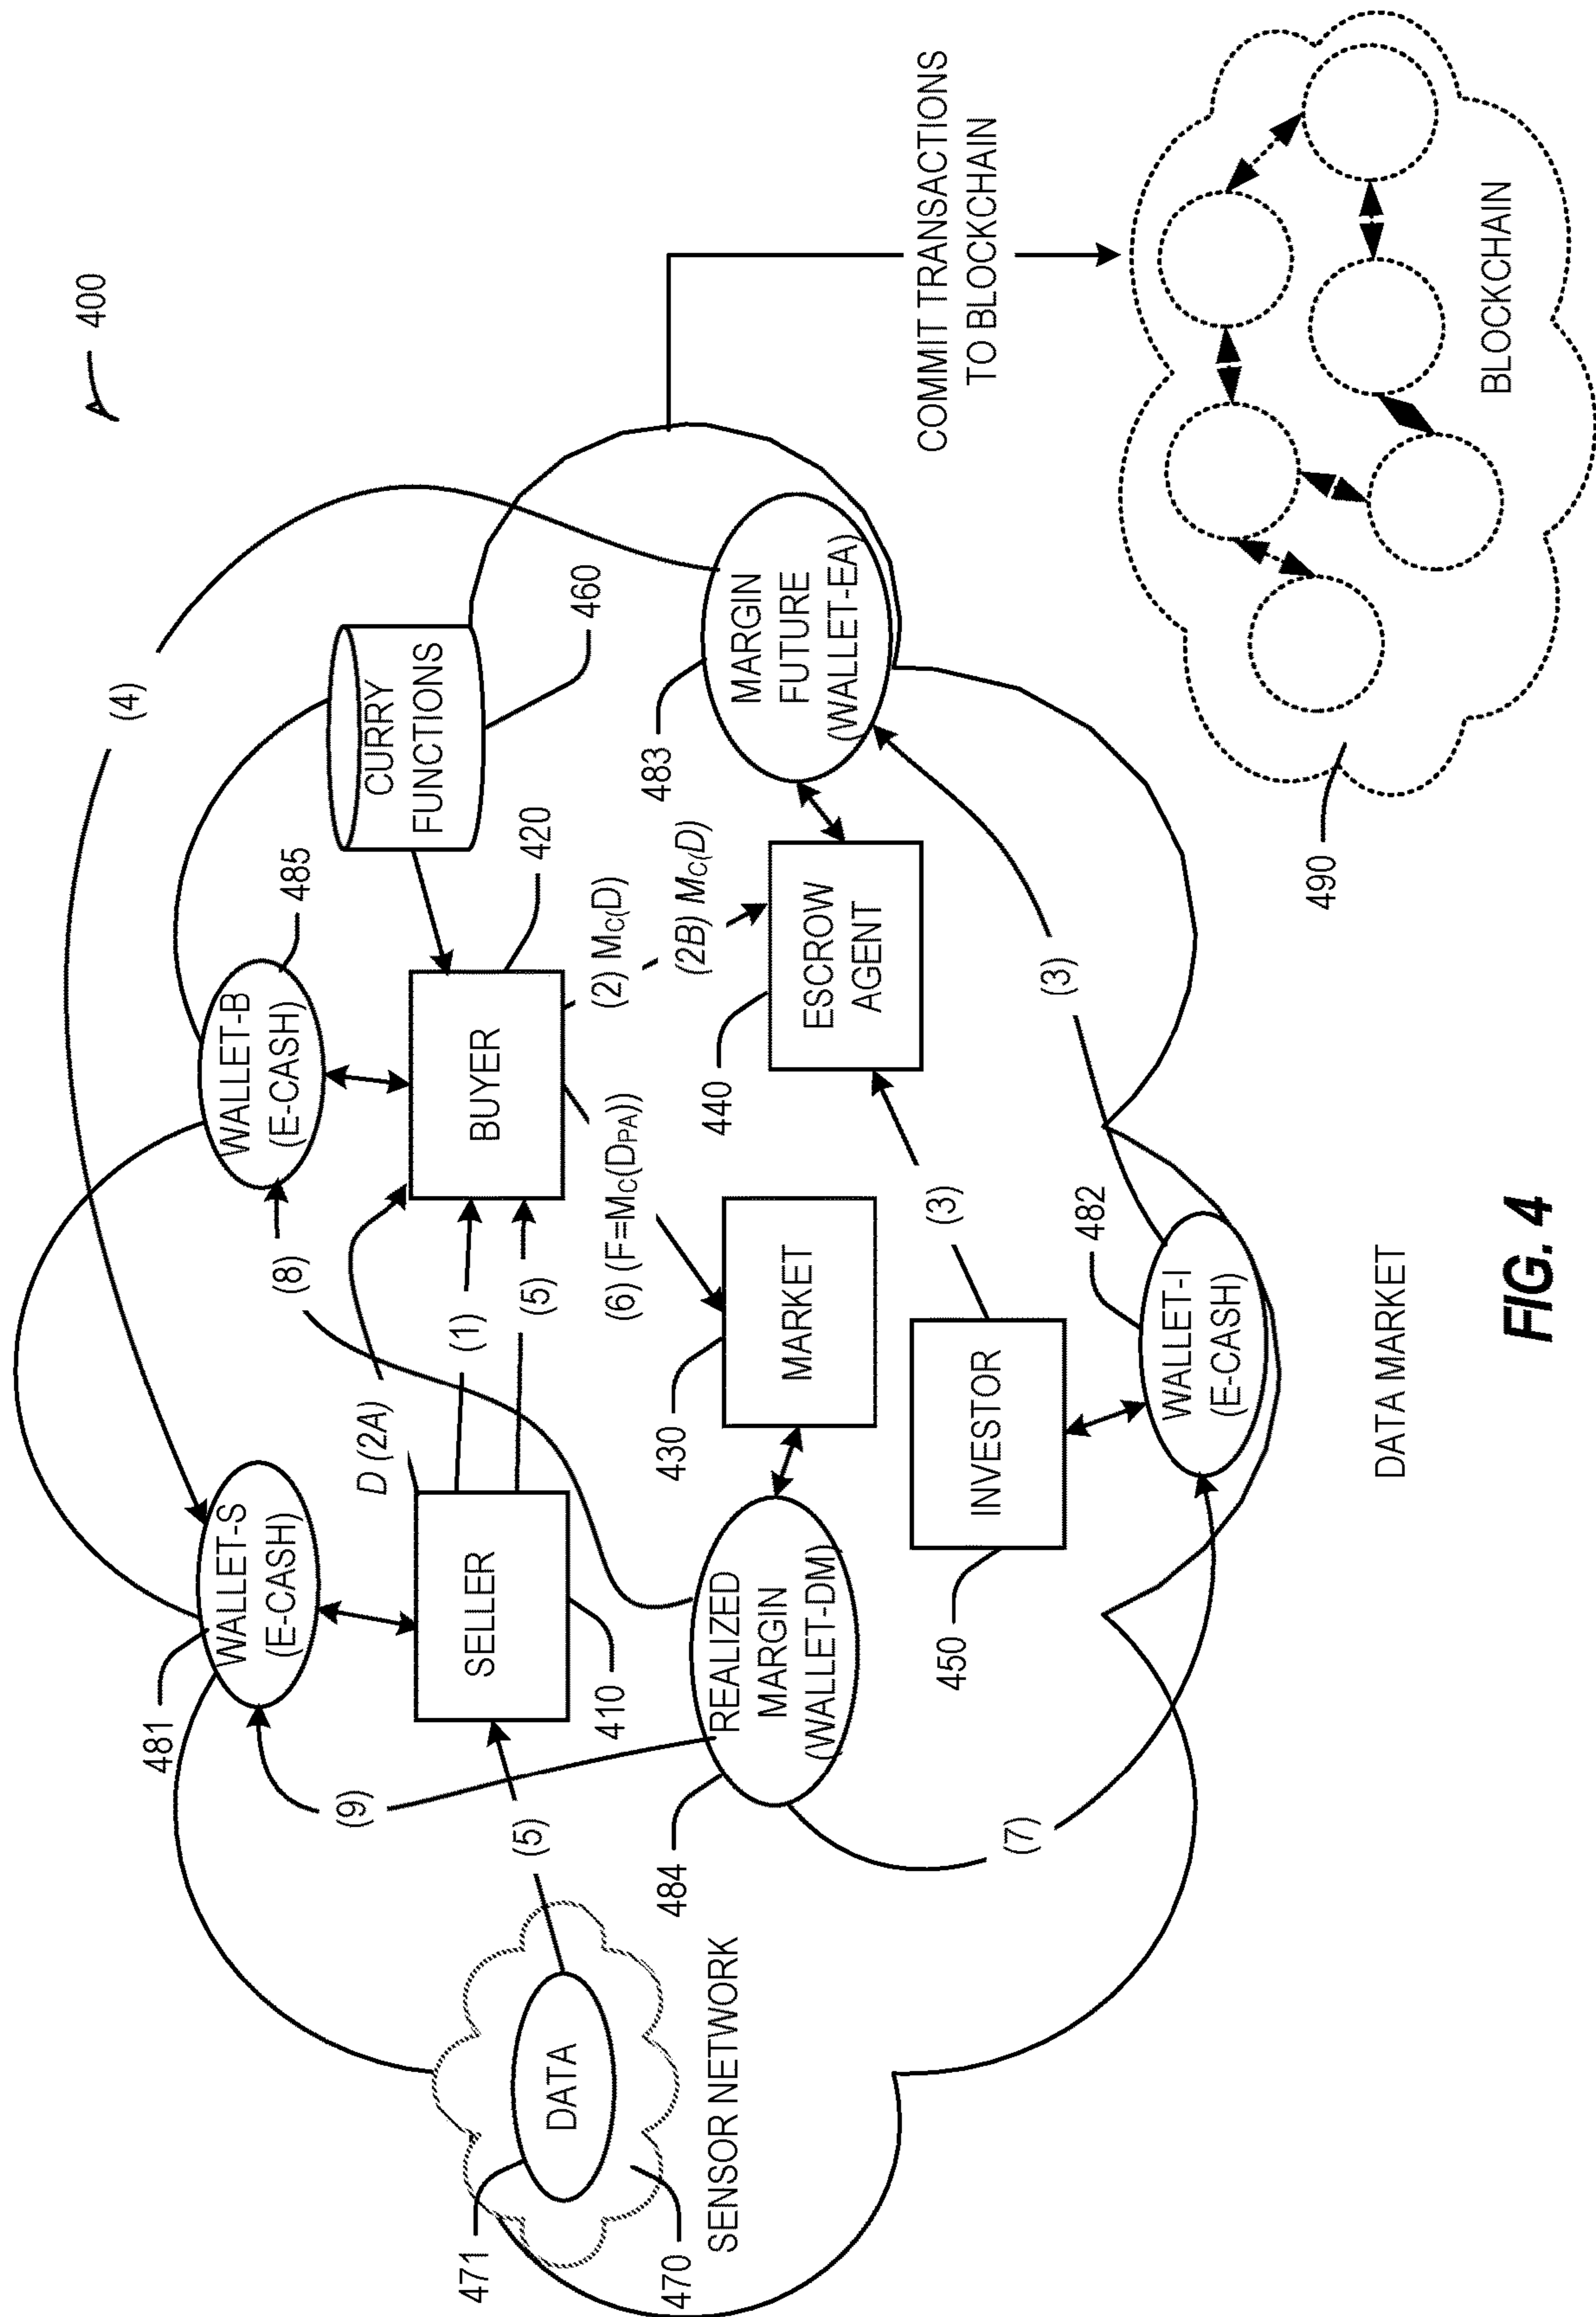 400
(4)
WALLET-S
(E-CASH)
481
WALLET-B
(E-CASH)
485
CURRY
FUNCTIONS
460
(9)
(8)
D (2A)
(1)
(5)
SELLER
410
BUYER
420
(5)
DATA
471
470
SENSOR NETWORK
(2) MC(D)
(2B) MC(D)
(6) (F=MC(DPA))
REALIZED
MARGIN
(WALLET-DM)
484
MARKET
430
ESCROW
AGENT
440
MARGIN
FUTURE
(WALLET-EA)
483
INVESTOR
450
(3)
(3)
(7)
WALLET-I
(E-CASH)
482
COMMIT TRANSACTIONS
TO BLOCKCHAIN
BLOCKCHAIN
490
DATA MARKET
FIG. 4